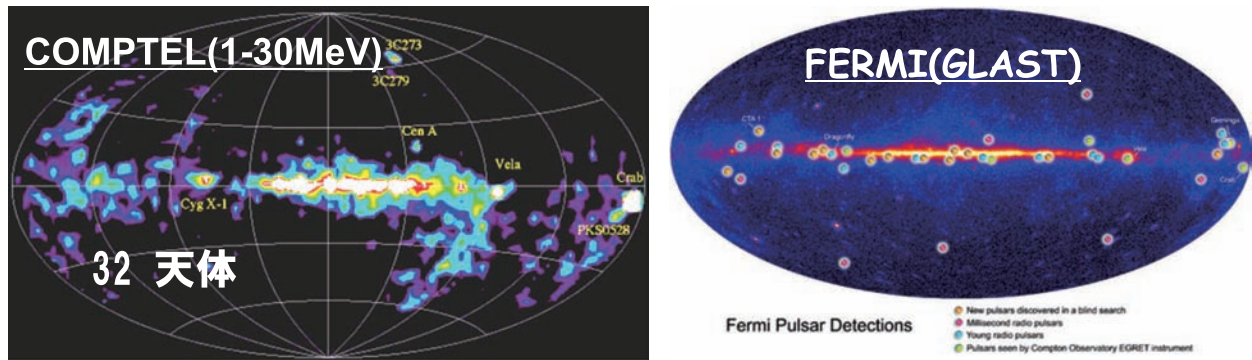 COMPTEL(1-30MeV)
3C273
3C279
Cen A
Vela
Crab
Cyg X-1
PKS0528
32 天体
FERMI(GLAST)
CTA 1
Dragonfly
Geminga
Vela
Crab
Fermi Pulsar Detections
New pulsars discovered in a blind search
Millisecond radio pulsars
Young radio pulsars
Pulsars seen by Compton Observatory EGRET instrument